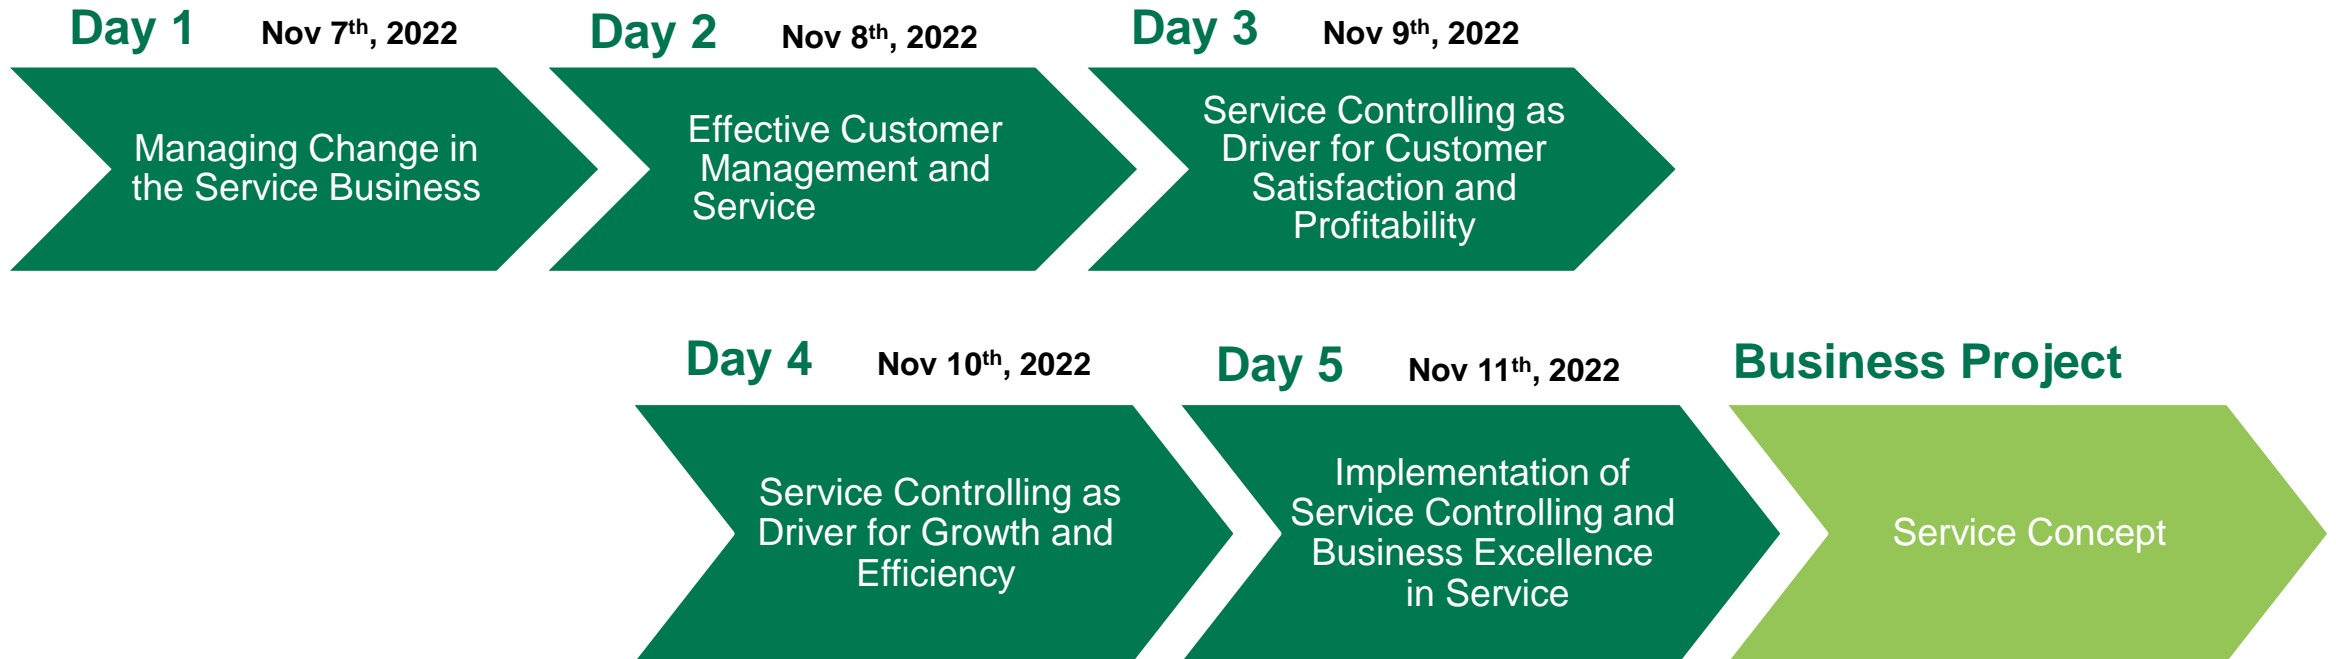 Day 1 Nov 7th, 2022
Managing Change in
the Service Business
Day 2 Nov 8th, 2022
Effective Customer
Management and
Service
Day 3 Nov 9th, 2022
Service Controlling as
Driver for Customer
Satisfaction and
Profitability
Day 4 Nov 10th, 2022
Service Controlling as
Driver for Growth and
Efficiency
Day 5 Nov 11th, 2022
Implementation of
Service Controlling and
Business Excellence
in Service
Business Project
Service Concept